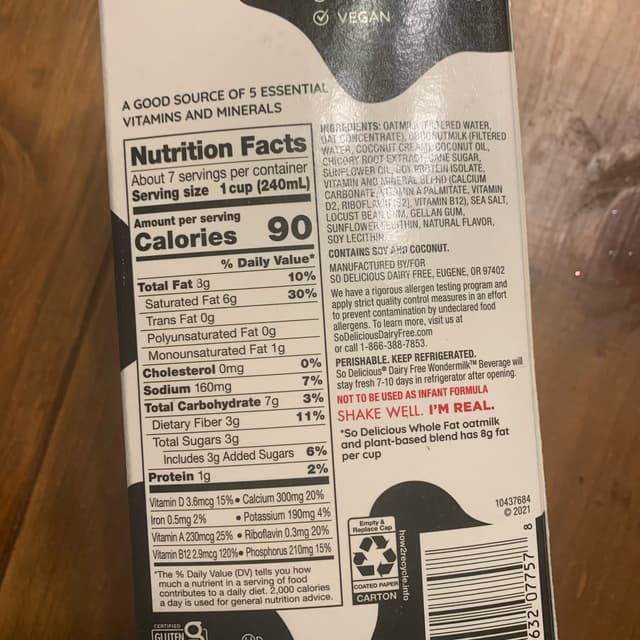 VEGAN
A GOOD SOURCE OF 5 ESSENTIAL
VITAMINS AND MINERALS
Nutrition Facts
About 7 servings per container
Serving size 1 cup (240mL)
Amount per serving
Calories 90
% Daily Value*
Total Fat 3g 10%
Saturated Fat 6g 30%
Trans Fat 0g
Polyunsaturated Fat 0g
Monounsaturated Fat 1g
Cholesterol 0mg 0%
Sodium 160mg 7%
Total Carbohydrate 7g 3%
Dietary Fiber 3g 11%
Total Sugars 3g
Includes 3g Added Sugars 6%
Protein 1g 2%
Vitamin D 3.6mcg 15% • Calcium 300mg 20%
Iron 0.5mg 2% • Potassium 190mg 4%
Vitamin A 230mcg 25% • Riboflavin 0.3mg 20%
Vitamin B12 2.9mcg 120% • Phosphorus 210mg 15%
*The % Daily Value (DV) tells you how
much a nutrient in a serving of food
contributes to a daily diet. 2,000 calories
a day is used for general nutrition advice.
CERTIFIED
GLUTEN
INGREDIENTS: OATMILK (FILTERED WATER,
OAT CONCENTRATE), COCONUTMILK (FILTERED
WATER, COCONUT CREAM), COCONUT OIL,
CHICORY ROOT EXTRACT, CANE SUGAR,
SUNFLOWER OIL, SOY PROTEIN ISOLATE,
VITAMIN AND MINERAL BLEND (CALCIUM
CARBONATE, VITAMIN A PALMITATE, VITAMIN
D2, RIBOFLAVIN (B2), VITAMIN B12), SEA SALT,
LOCUST BEAN GUM, GELLAN GUM,
SUNFLOWER LECITHIN, NATURAL FLAVOR,
SOY LECITHIN.
CONTAINS SOY AND COCONUT.
MANUFACTURED BY/FOR
SO DELICIOUS DAIRY FREE, EUGENE, OR 97402
We have a rigorous allergen testing program and
apply strict quality control measures in an effort
to prevent contamination by undeclared food
allergens. To learn more, visit us at
SoDeliciousDairyFree.com
or call 1-866-388-7853.
PERISHABLE. KEEP REFRIGERATED.
So Delicious® Dairy Free Wondermilk™ Beverage will
stay fresh 7-10 days in refrigerator after opening.
NOT TO BE USED AS INFANT FORMULA
SHAKE WELL. I'M REAL.
*So Delicious Whole Fat oatmilk
and plant-based blend has 8g fat
per cup
10437684
© 2021
Empty &
Replace Cap
COATED PAPER
CARTON
how2recycle.info
632 07757 8